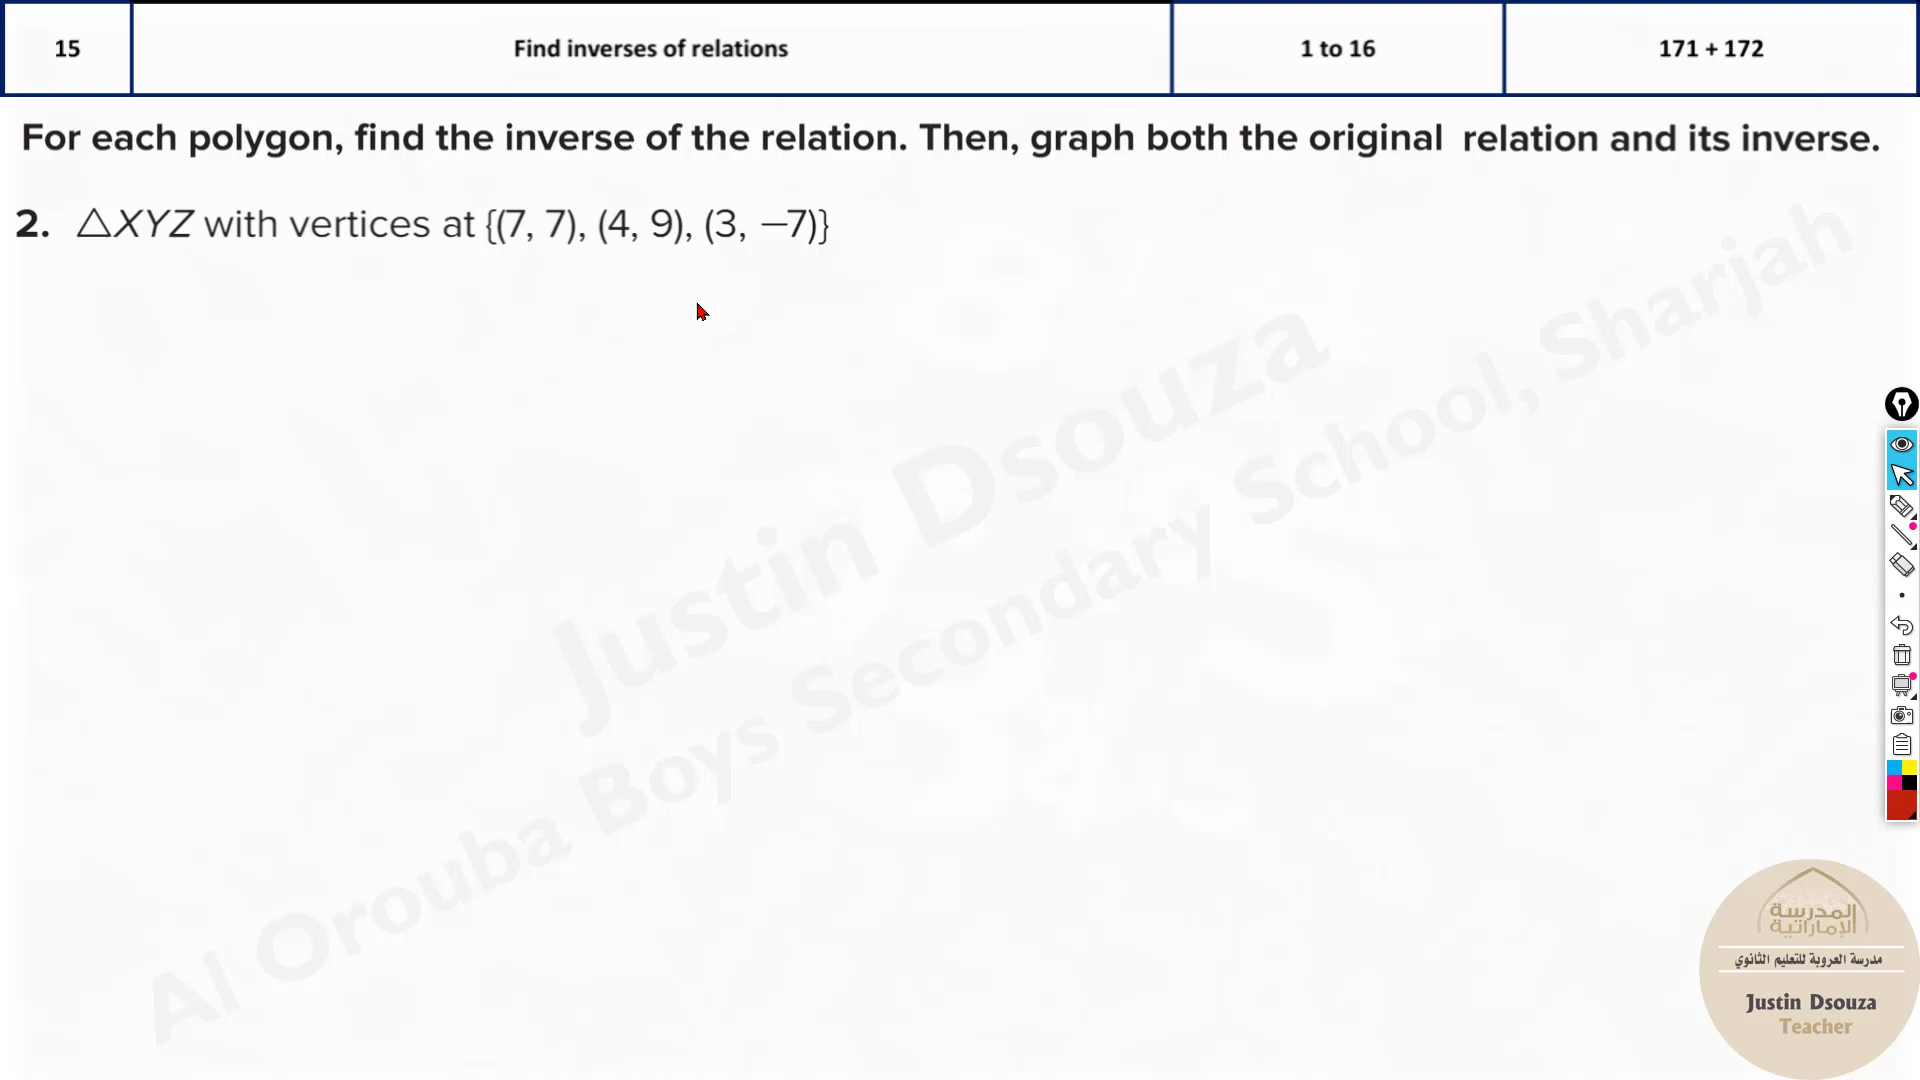 15 Find inverses of relations 1 to 16 171 + 172
For each polygon, find the inverse of the relation. Then, graph both the original relation and its inverse.
2. △XYZ with vertices at {(7, 7), (4, 9), (3, −7)}
Justin Dsouza
Al Orouba Boys Secondary School, Sharjah
المدرسة
الإماراتية
مدرسة العروبة للتعليم الثانوي
Justin Dsouza
Teacher